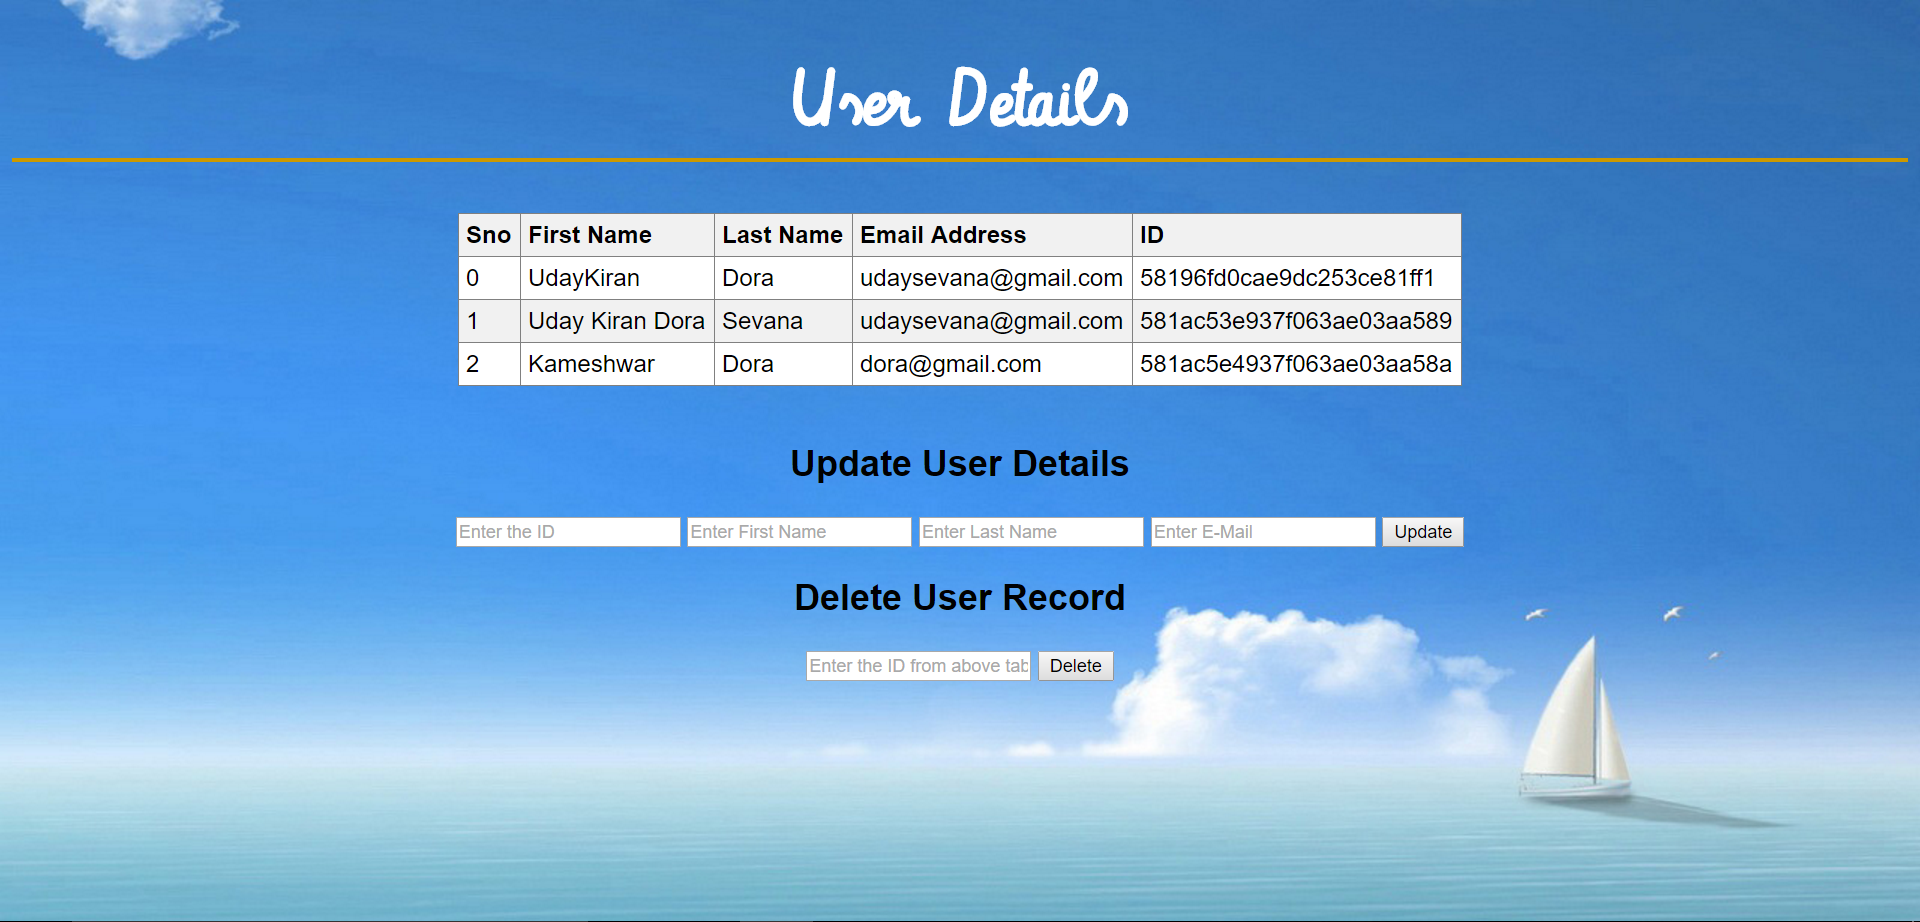 User Details
Sno First Name Last Name Email Address ID
0 UdayKiran Dora udaysevana@gmail.com 58196fd0cae9dc253ce81ff1
1 Uday Kiran Dora Sevana udaysevana@gmail.com 581ac53e937f063ae03aa589
2 Kameshwar Dora dora@gmail.com 581ac5e4937f063ae03aa58a
Update User Details
Enter the ID Enter First Name Enter Last Name Enter E-Mail Update
Delete User Record
Enter the ID from above tab Delete